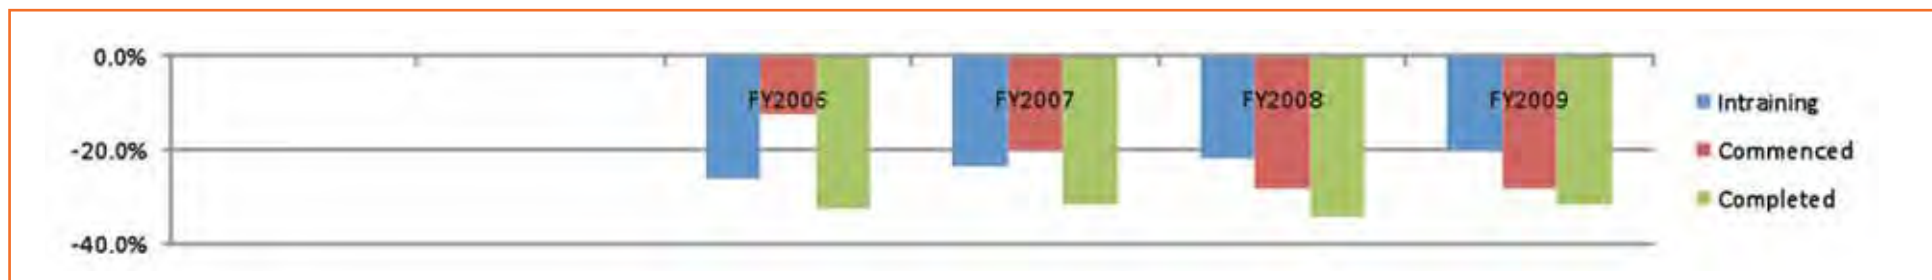 0.0%
-20.0%
-40.0%
FY2006 FY2007 FY2008 FY2009
Intraining
Commenced
Completed